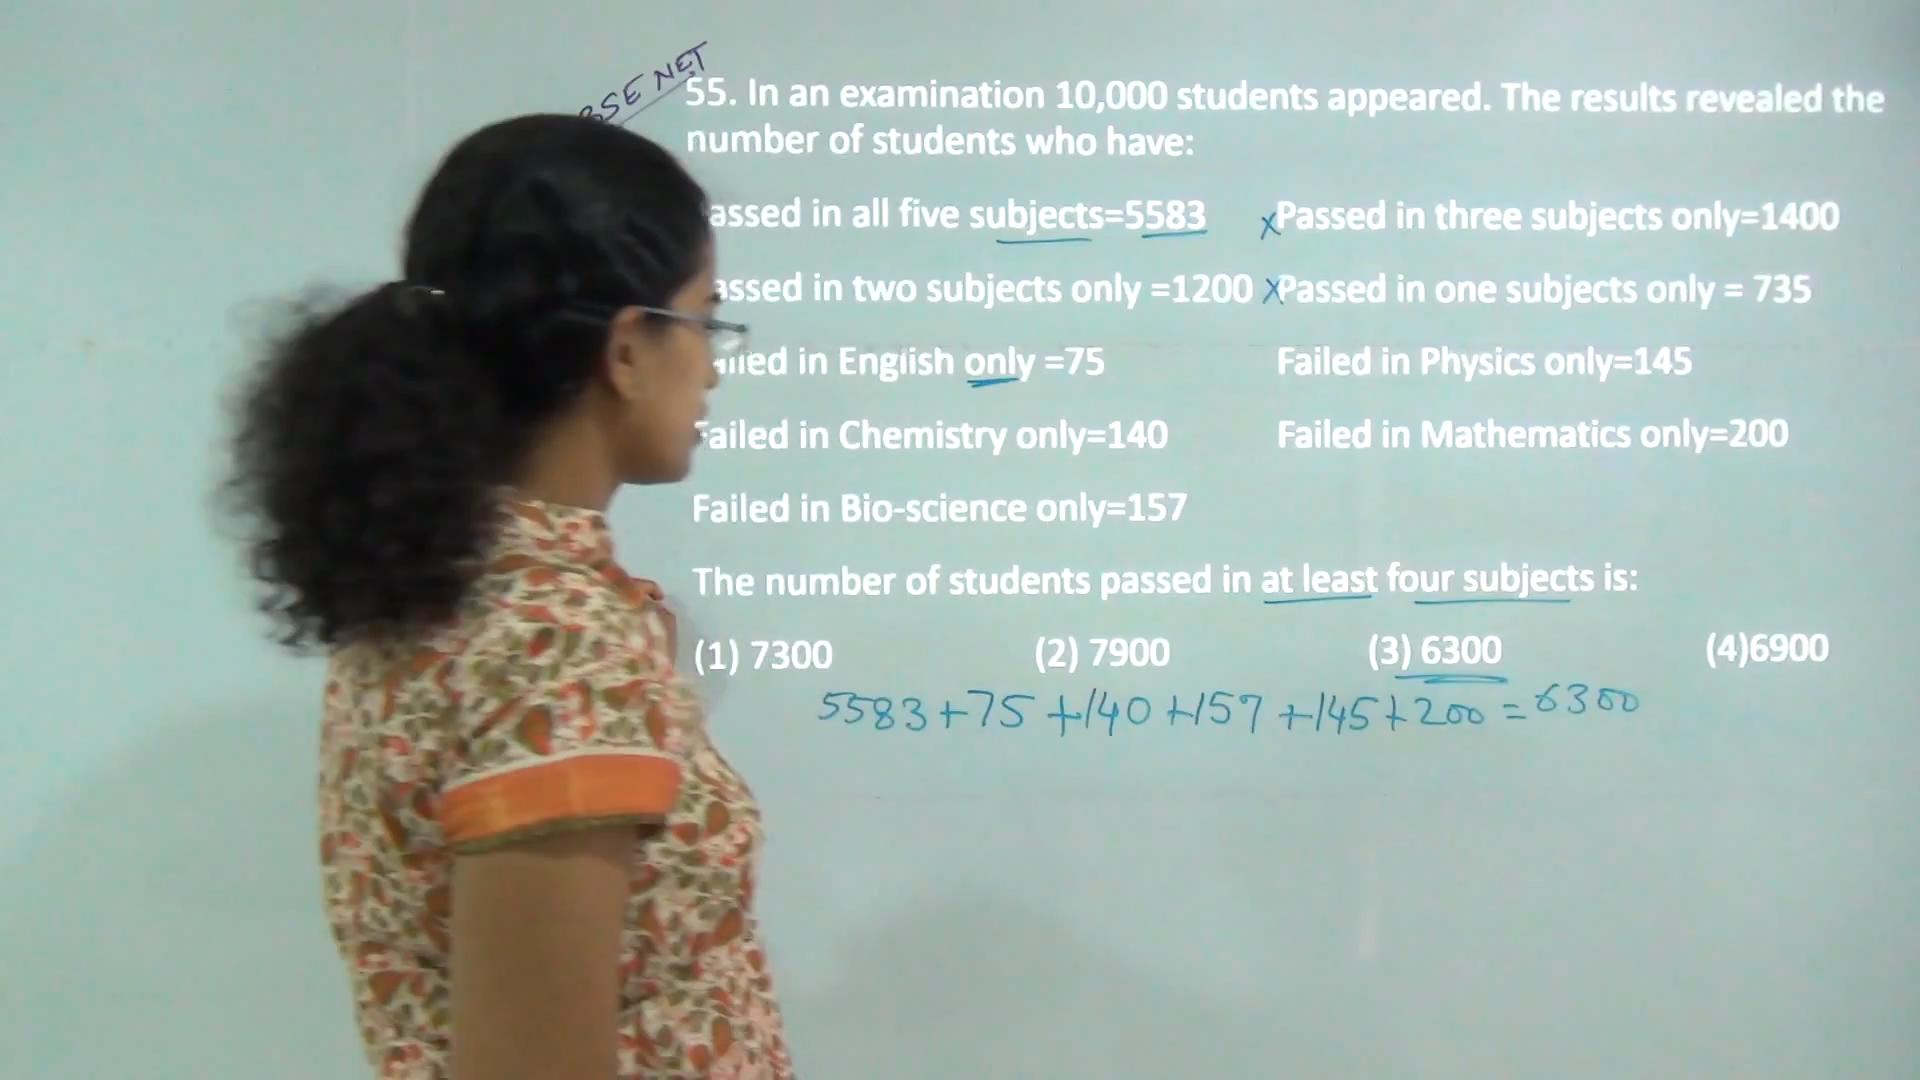 BSE NET
55. In an examination 10,000 students appeared. The results revealed the
number of students who have:
assed in all five subjects=5583 xPassed in three subjects only=1400
assed in two subjects only =1200 xPassed in one subjects only = 735
iled in English only =75 Failed in Physics only=145
Failed in Chemistry only=140 Failed in Mathematics only=200
Failed in Bio-science only=157
The number of students passed in at least four subjects is:
(1) 7300 (2) 7900 (3) 6300 (4)6900
5583+75+140+157+145+200=6300